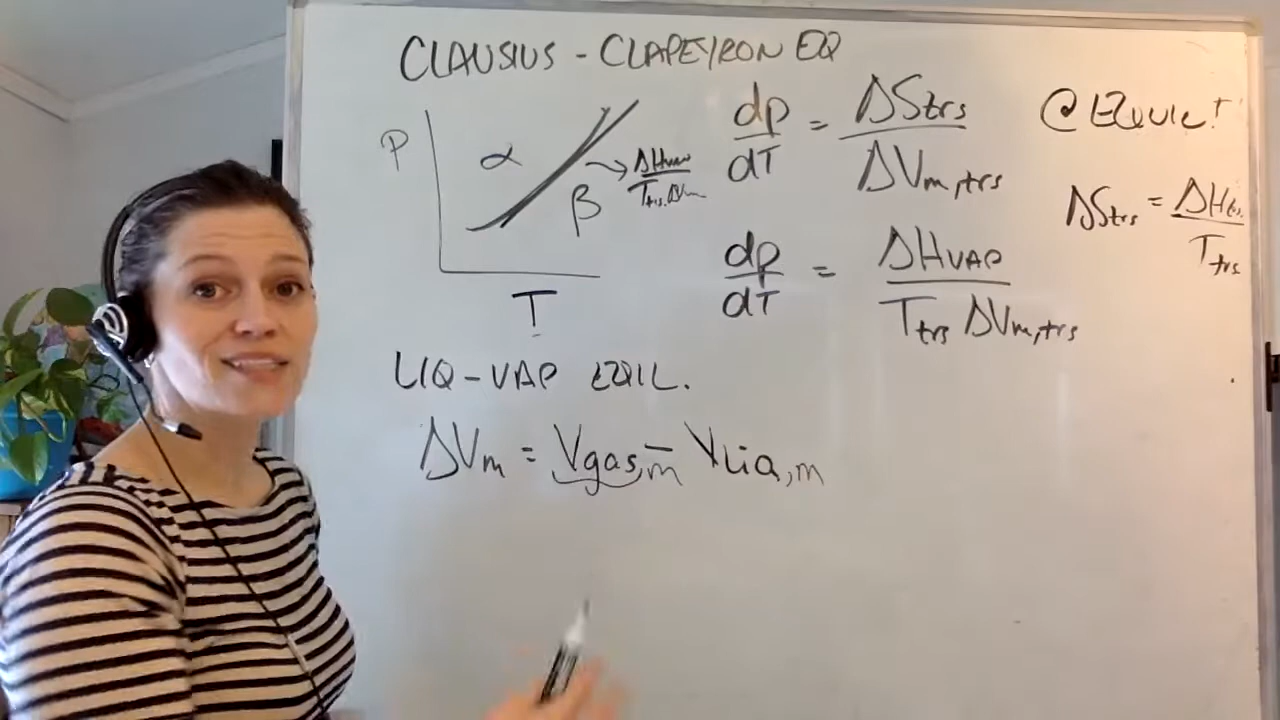 CLAUSIUS - CLAPEYRON EQ
P
α
β
T
ΔHvap / Ttrs ΔVm
dp/dT = ΔStrs / ΔVm,trs
@ EQUIL!
ΔStrs = ΔHtrs / Ttrs
dp/dT = ΔHVAP / Ttrs ΔVm,trs
LIQ-VAP EQIL.
ΔVm = Vgas,m - VLIQ,m